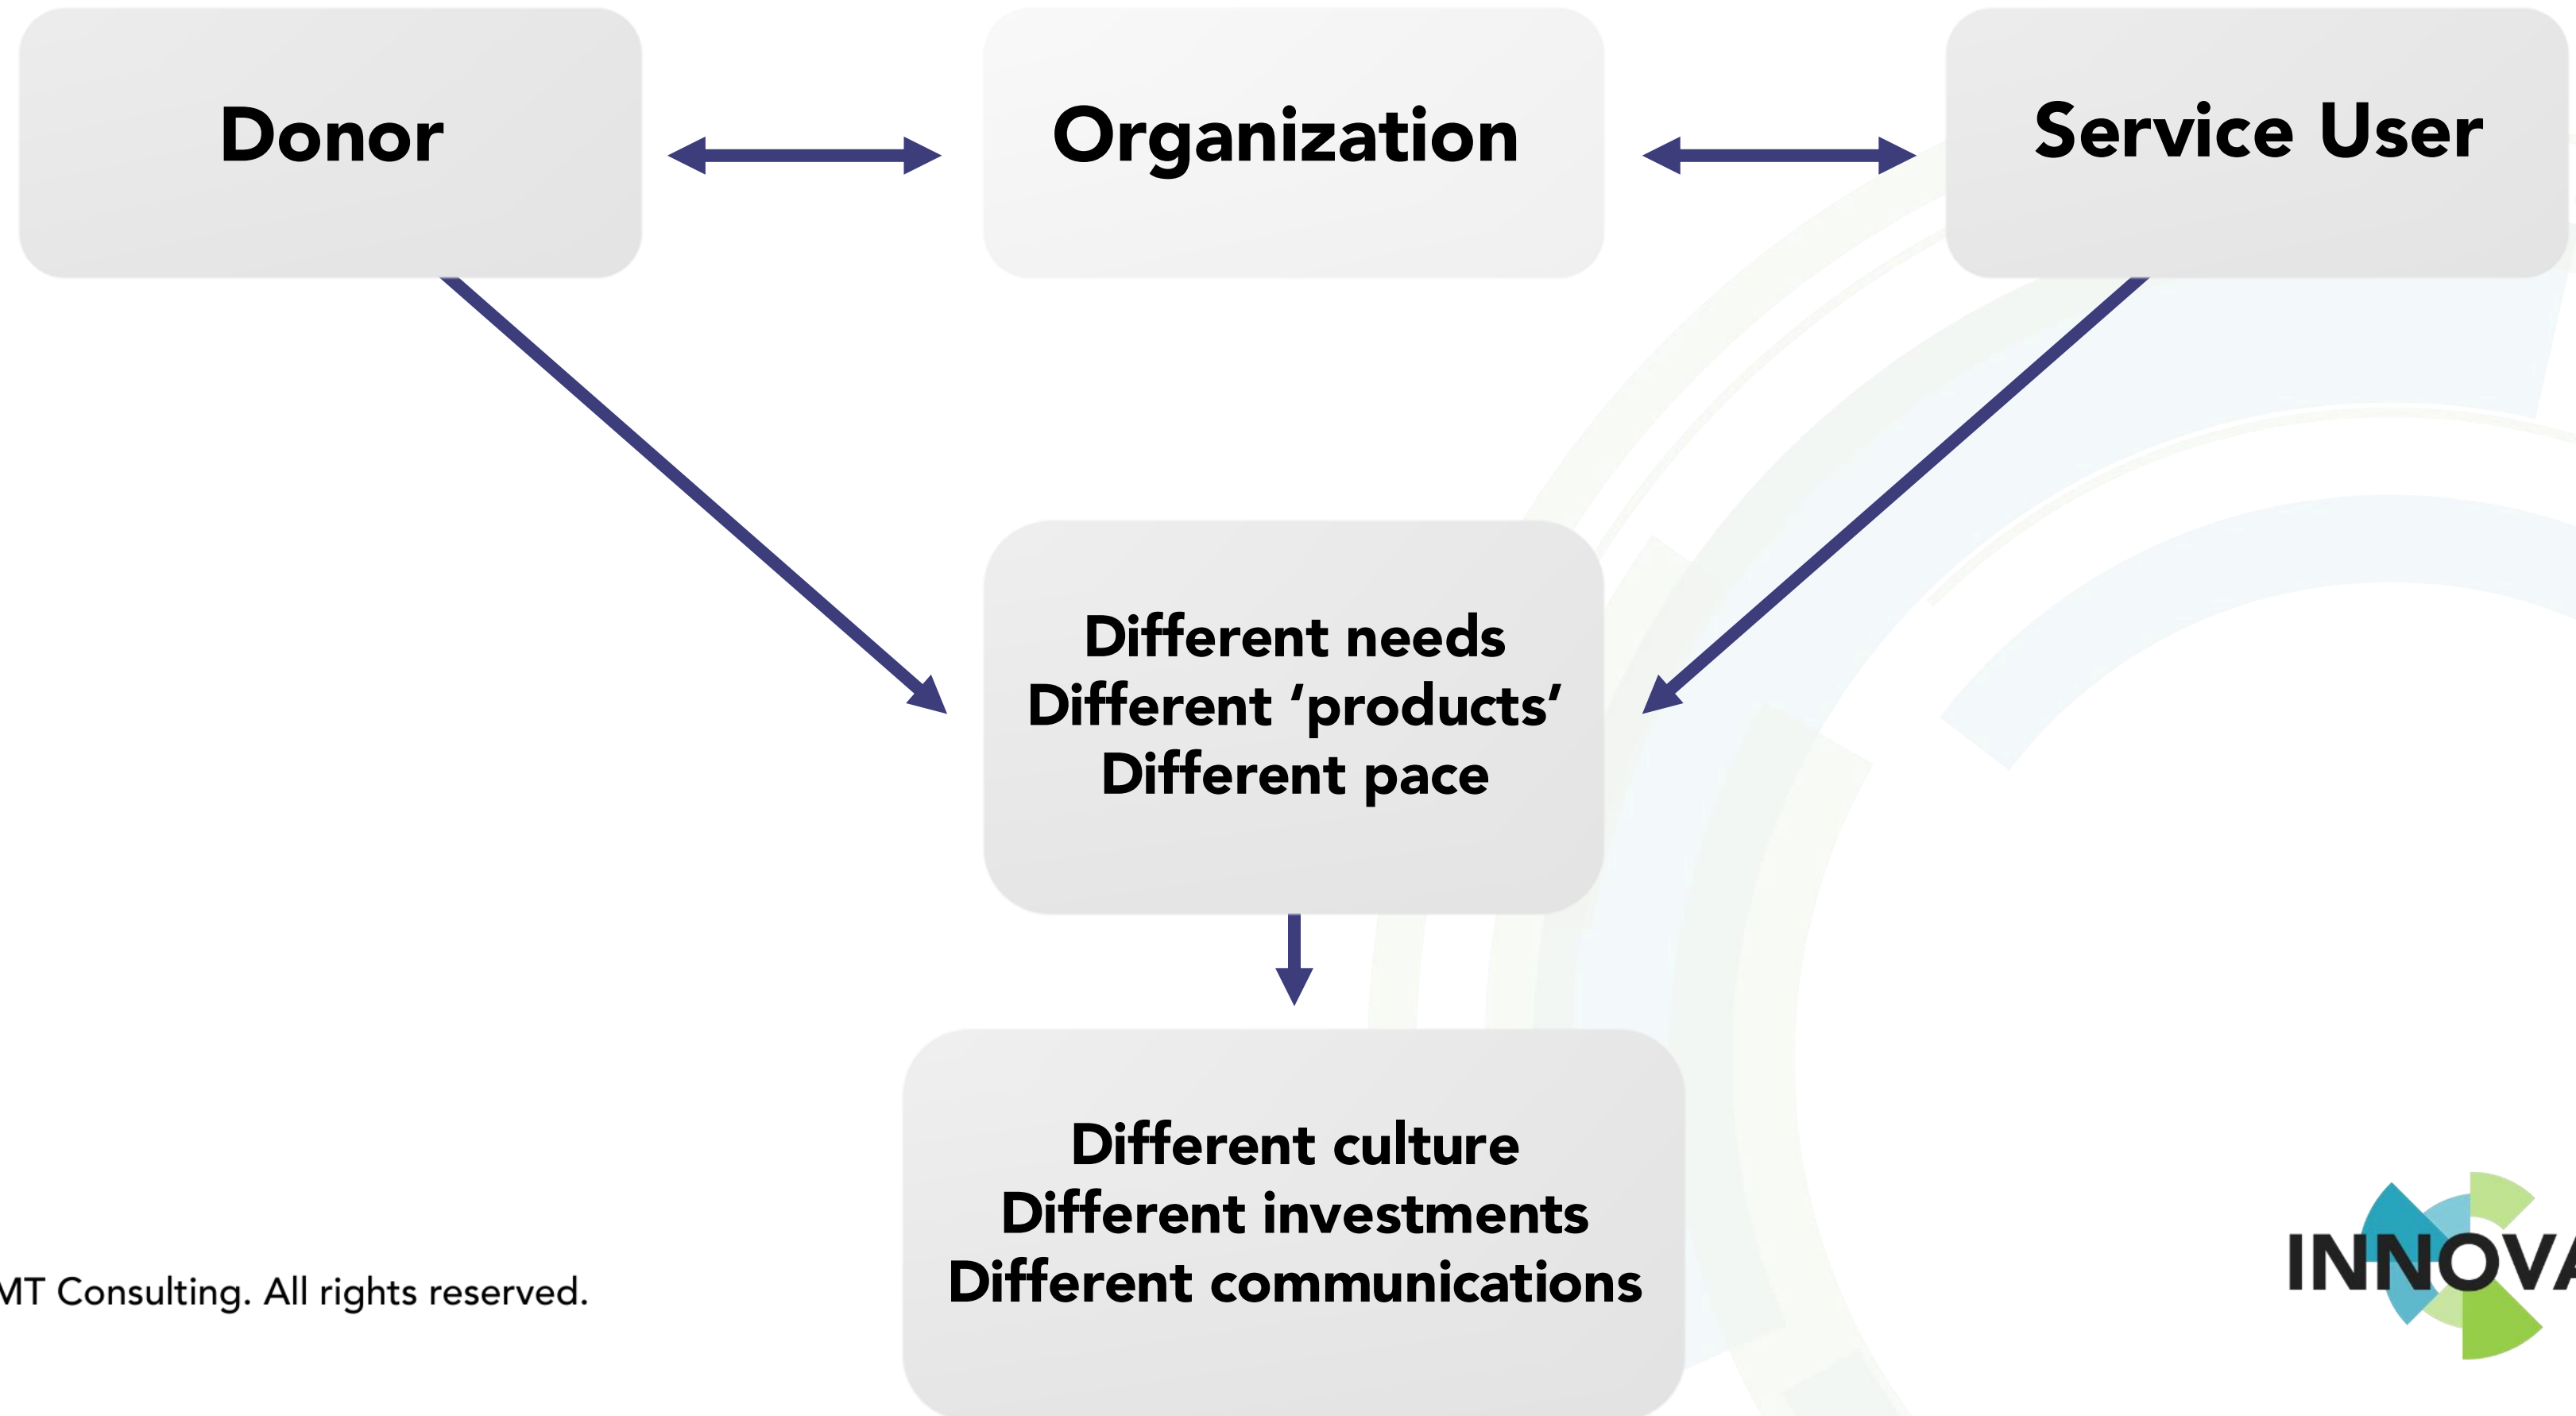 Donor
Organization
Service User
Different needs
Different ‘products’
Different pace
Different culture
Different investments
Different communications
MT Consulting. All rights reserved.
INNOVA